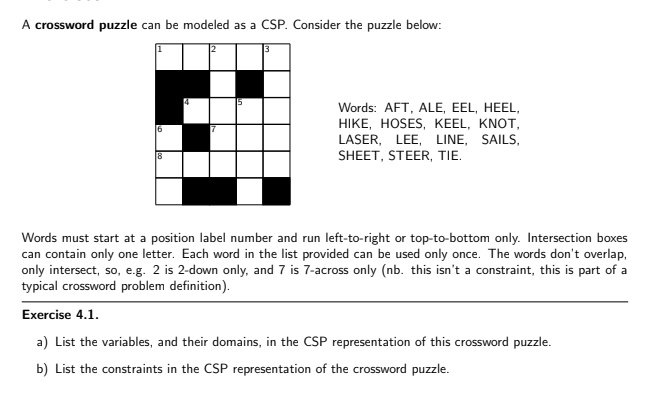 A crossword puzzle can be modeled as a CSP. Consider the puzzle below:
1 2 3
4 5
6 7
8
Words: AFT, ALE, EEL, HEEL,
HIKE, HOSES, KEEL, KNOT,
LASER, LEE, LINE, SAILS,
SHEET, STEER, TIE.
Words must start at a position label number and run left-to-right or top-to-bottom only. Intersection boxes
can contain only one letter. Each word in the list provided can be used only once. The words don't overlap,
only intersect, so, e.g. 2 is 2-down only, and 7 is 7-across only (nb. this isn't a constraint, this is part of a
typical crossword problem definition).
Exercise 4.1.
a) List the variables, and their domains, in the CSP representation of this crossword puzzle.
b) List the constraints in the CSP representation of the crossword puzzle.